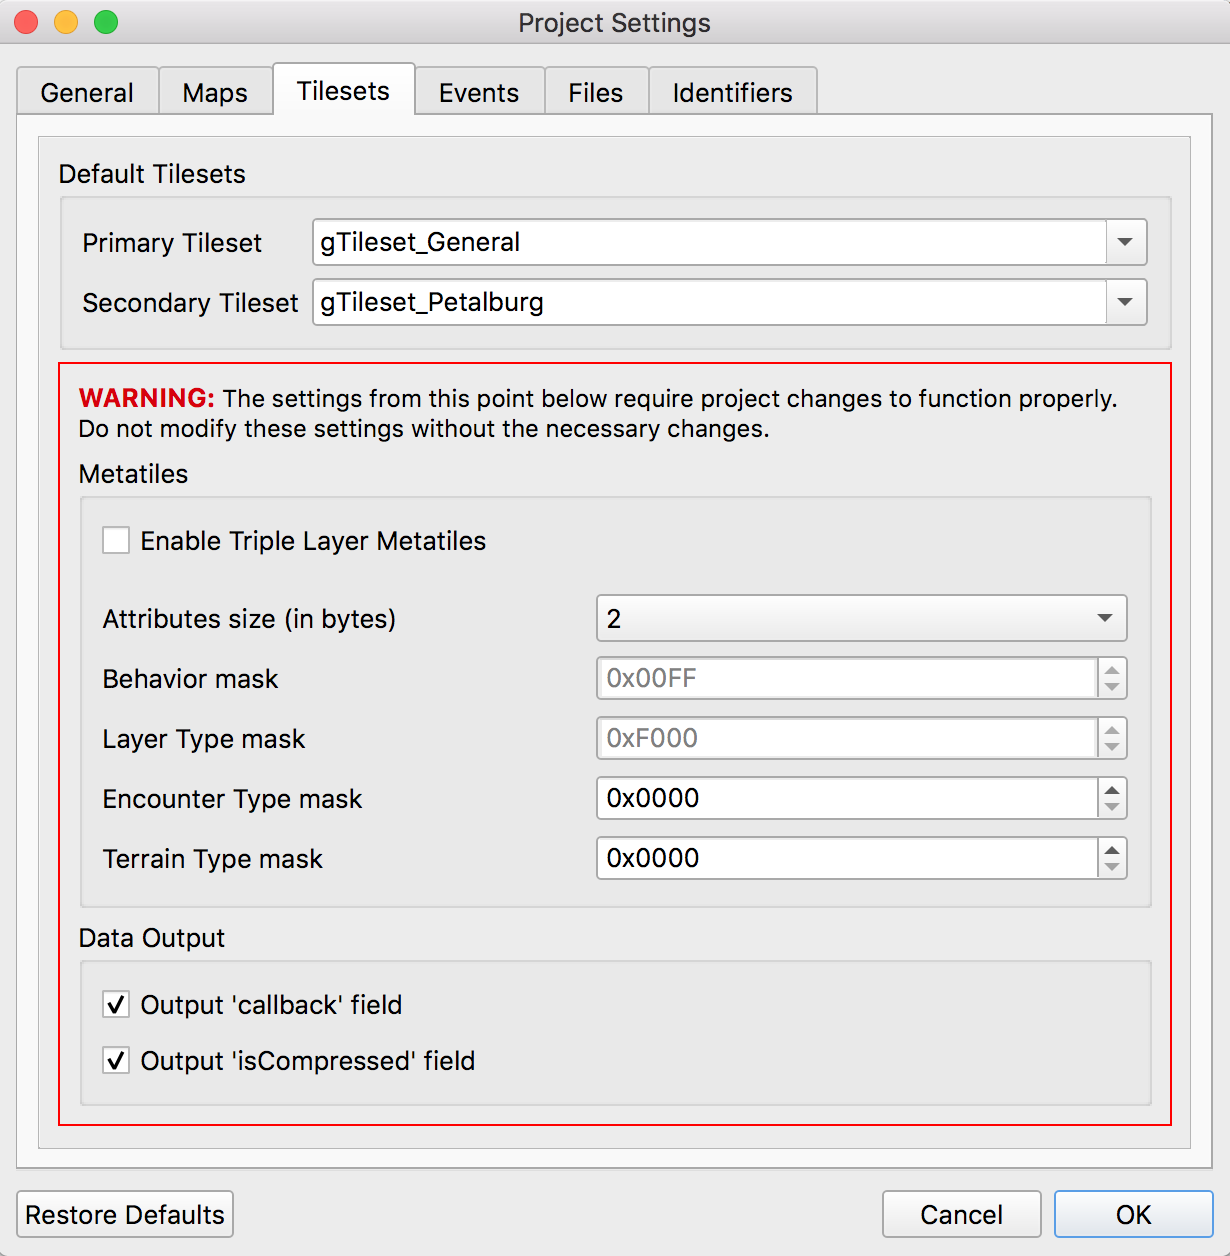 Project Settings
General Maps Tilesets Events Files Identifiers
Default Tilesets
Primary Tileset gTileset_General
Secondary Tileset gTileset_Petalburg
WARNING: The settings from this point below require project changes to function properly.
Do not modify these settings without the necessary changes.
Metatiles
Enable Triple Layer Metatiles
Attributes size (in bytes) 2
Behavior mask 0x00FF
Layer Type mask 0xF000
Encounter Type mask 0x0000
Terrain Type mask 0x0000
Data Output
Output 'callback' field
Output 'isCompressed' field
Restore Defaults Cancel OK